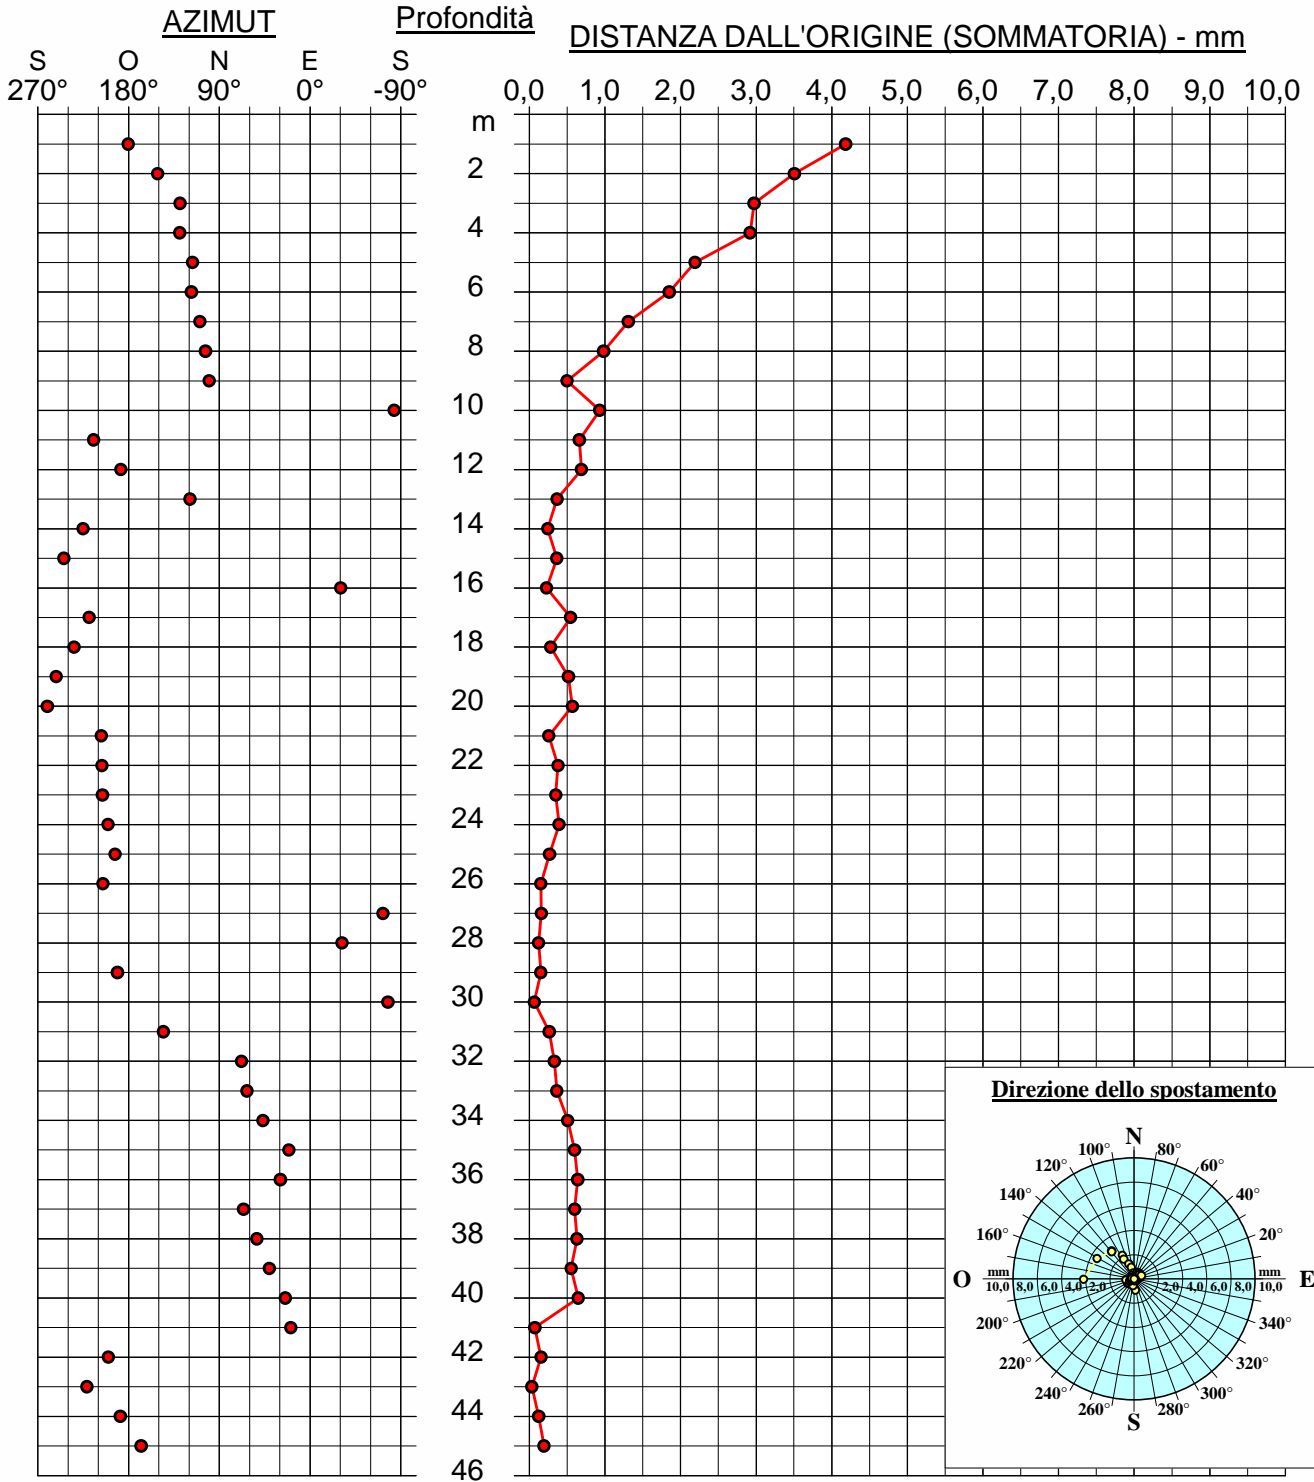 AZIMUT
Profondità
DISTANZA DALL'ORIGINE (SOMMATORIA) - mm
S O N E S
270° 180° 90° 0° -90°
0,0 1,0 2,0 3,0 4,0 5,0 6,0 7,0 8,0 9,0 10,0
m
2
4
6
8
10
12
14
16
18
20
22
24
26
28
30
32
34
36
38
40
42
44
46
Direzione dello spostamento
N
100° 80°
120° 60°
140° 40°
160° 20°
O mm mm E
10,0 8,0 6,0 4,0 2,0 2,0 4,0 6,0 8,0 10,0
200° 340°
220° 320°
240° 300°
260° 280°
S